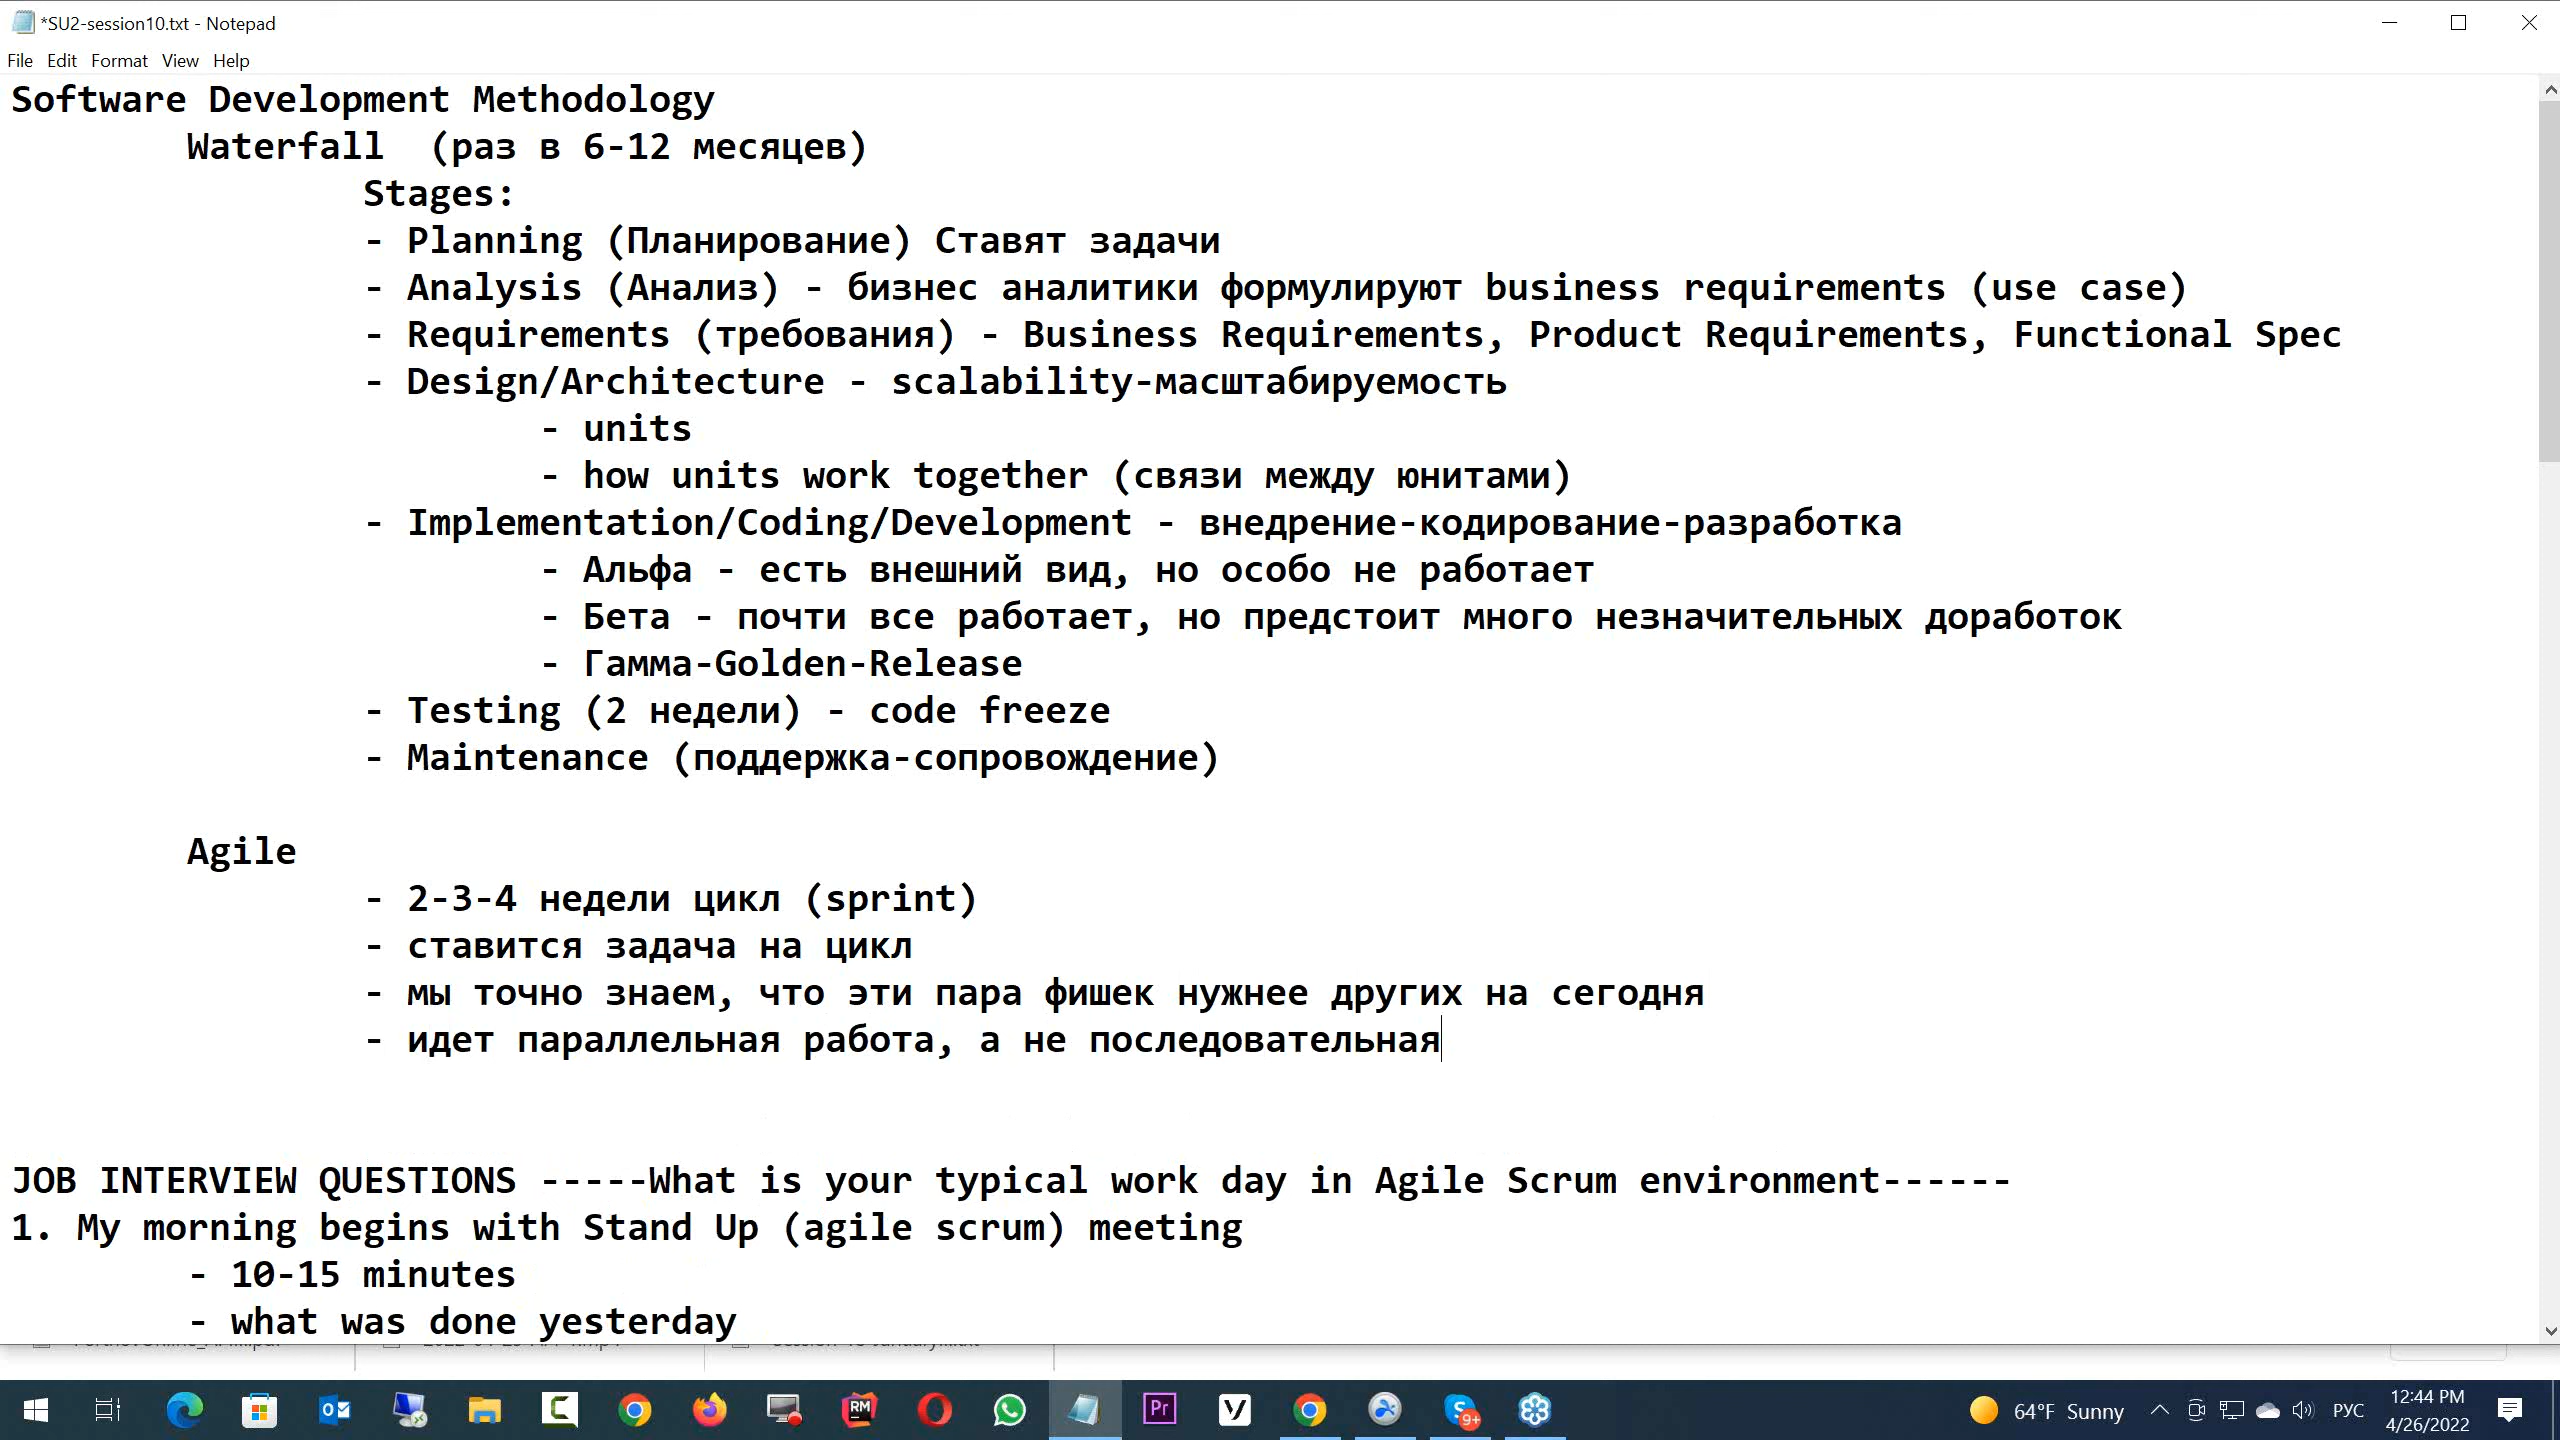 *SU2-session10.txt - Notepad
File Edit Format View Help
Software Development Methodology
Waterfall (раз в 6-12 месяцев)
Stages:
- Planning (Планирование) Ставят задачи
- Analysis (Анализ) - бизнес аналитики формулируют business requirements (use case)
- Requirements (требования) - Business Requirements, Product Requirements, Functional Spec
- Design/Architecture - scalability-масштабируемость
- units
- how units work together (связи между юнитами)
- Implementation/Coding/Development - внедрение-кодирование-разработка
- Альфа - есть внешний вид, но особо не работает
- Бета - почти все работает, но предстоит много незначительных доработок
- Гамма-Golden-Release
- Testing (2 недели) - code freeze
- Maintenance (поддержка-сопровождение)
Agile
- 2-3-4 недели цикл (sprint)
- ставится задача на цикл
- мы точно знаем, что эти пара фишек нужнее других на сегодня
- идет параллельная работа, а не последовательная
JOB INTERVIEW QUESTIONS -----What is your typical work day in Agile Scrum environment------
1. My morning begins with Stand Up (agile scrum) meeting
- 10-15 minutes
- what was done yesterday
64°F Sunny
РУС
12:44 PM
4/26/2022
RM
Pr
9+